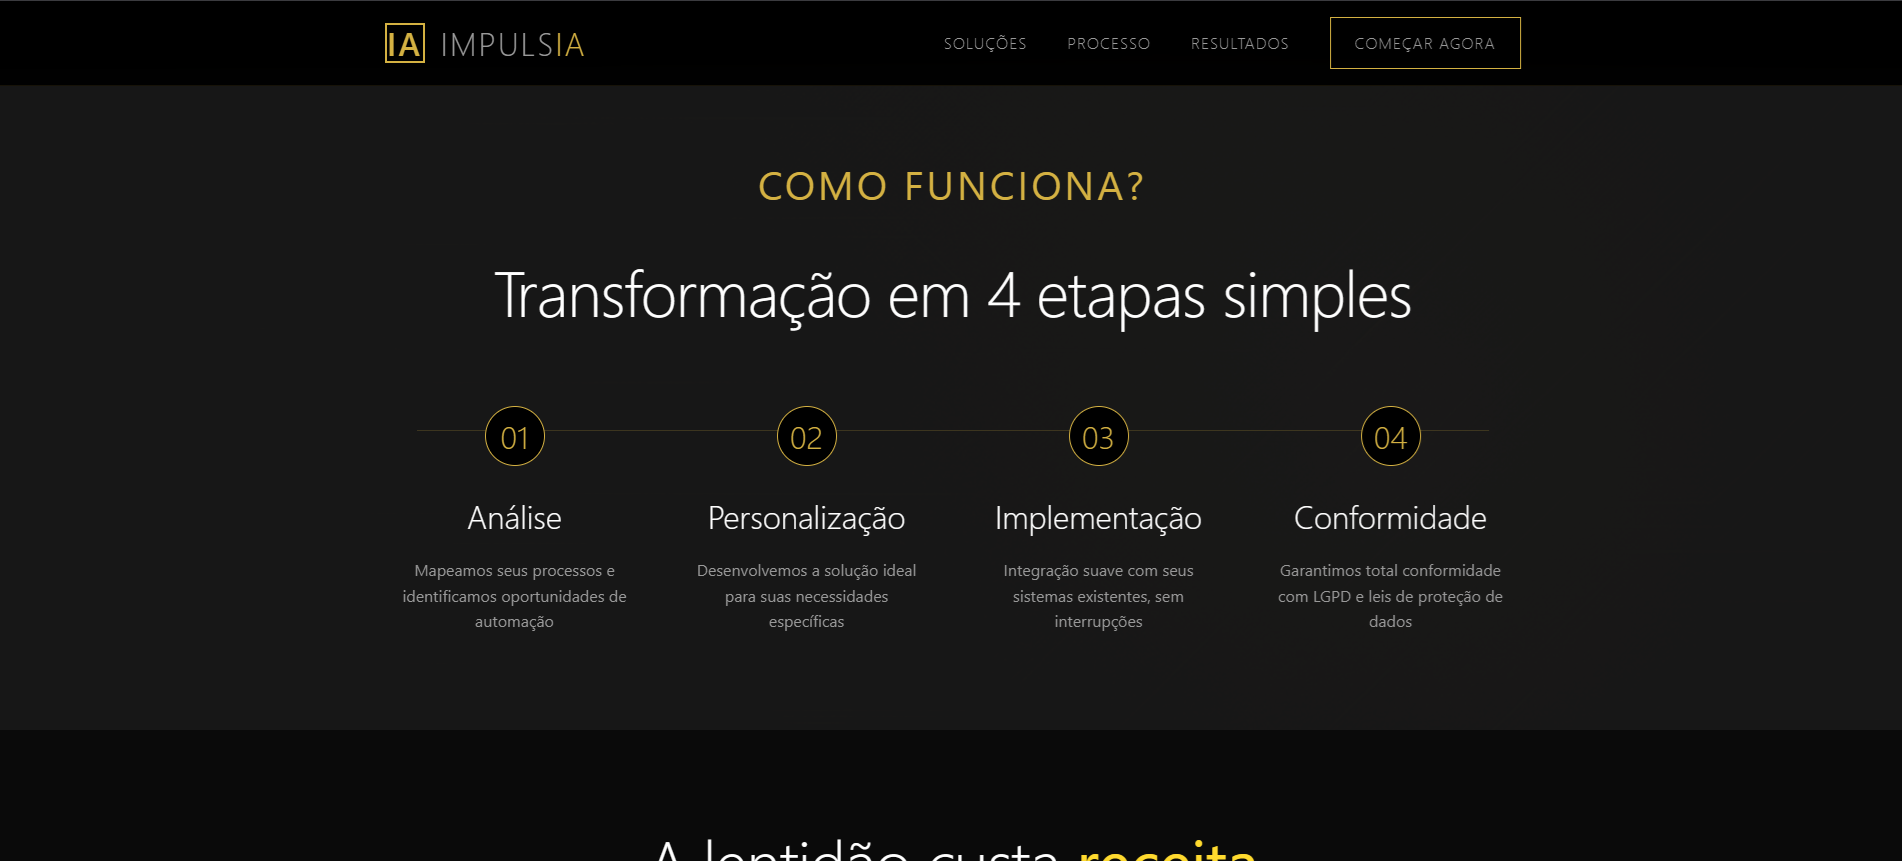 IA IMPULSIA
SOLUÇÕES PROCESSO RESULTADOS COMEÇAR AGORA
COMO FUNCIONA?
Transformação em 4 etapas simples
01 02 03 04
Análise
Mapeamos seus processos e
identificamos oportunidades de
automação
Personalização
Desenvolvemos a solução ideal
para suas necessidades
específicas
Implementação
Integração suave com seus
sistemas existentes, sem
interrupções
Conformidade
Garantimos total conformidade
com LGPD e leis de proteção de
dados
A lentidão custa receita